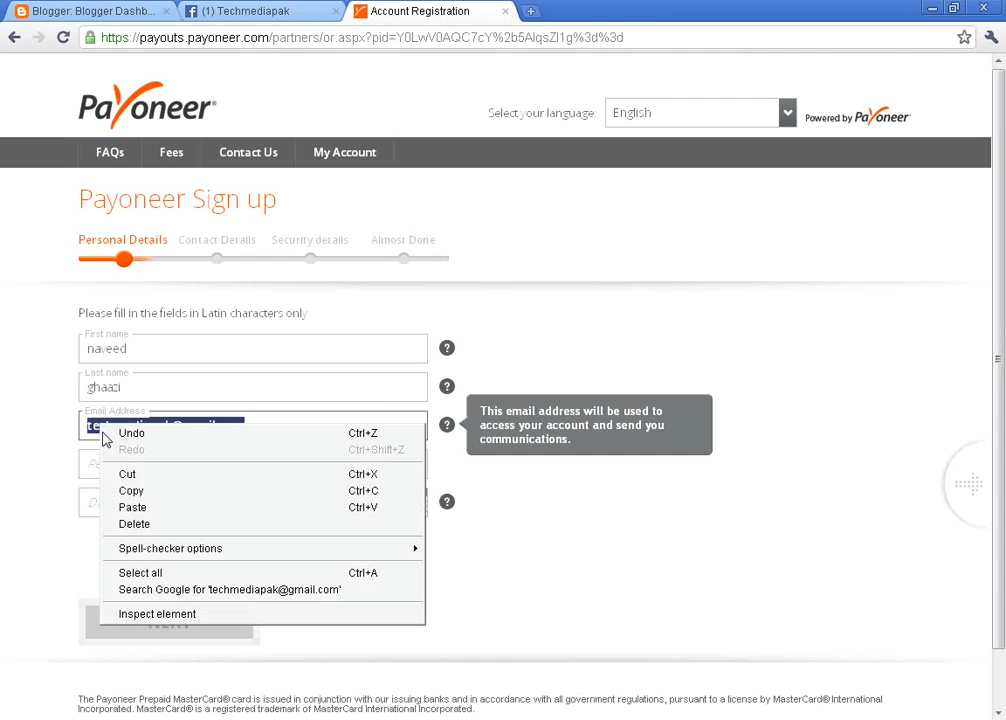 Blogger: Blogger Dashb...
(1) Techmediapak
Account Registration
https://payouts.payoneer.com/partners/or.aspx?pid=Y0LwV0AQC7cY%2b5AlqsZl1g%3d%3d
Payoneer
Select your language:
English
Powered by Payoneer
FAQs
Fees
Contact Us
My Account
Payoneer Sign up
Personal Details
Contact Details
Security details
Almost Done
Please fill in the fields in Latin characters only
First name
naveed
Last name
ghaazi
Email Address
This email address will be used to
access your account and send you
communications.
Undo Ctrl+Z
Redo Ctrl+Shift+Z
Cut Ctrl+X
Copy Ctrl+C
Paste Ctrl+V
Delete
Spell-checker options
Select all Ctrl+A
Search Google for 'techmediapak@gmail.com'
Inspect element
The Payoneer Prepaid MasterCard® card is issued in conjunction with our issuing banks and in accordance with all government regulations, pursuant to a license by MasterCard®International
Incorporated. MasterCard® is a registered trademark of MasterCard International Incorporated.